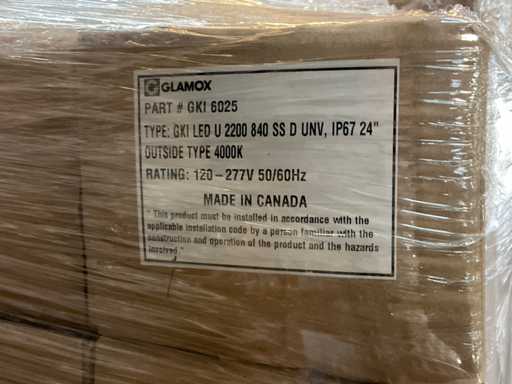 GLAMOX
PART # GKI 6025
TYPE: GKI LED U 2200 840 SS D UNV, IP67 24"
OUTSIDE TYPE 4000K
RATING: 120-277V 50/60Hz
MADE IN CANADA
" This product must be installed in accordance with the
applicable installation code by a person familiar with the
construction and operation of the product and the hazards
involved."